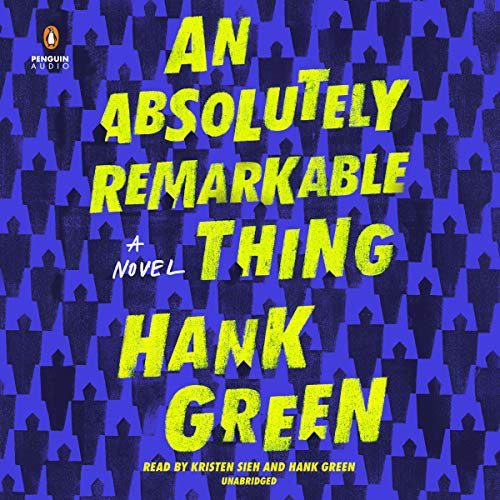 PENGUIN
AUDIO
AN
ABSOLUTELY
REMARKABLE
A
NOVEL
THING
HANK
GREEN
READ BY KRISTEN SIEH AND HANK GREEN
UNABRIDGED